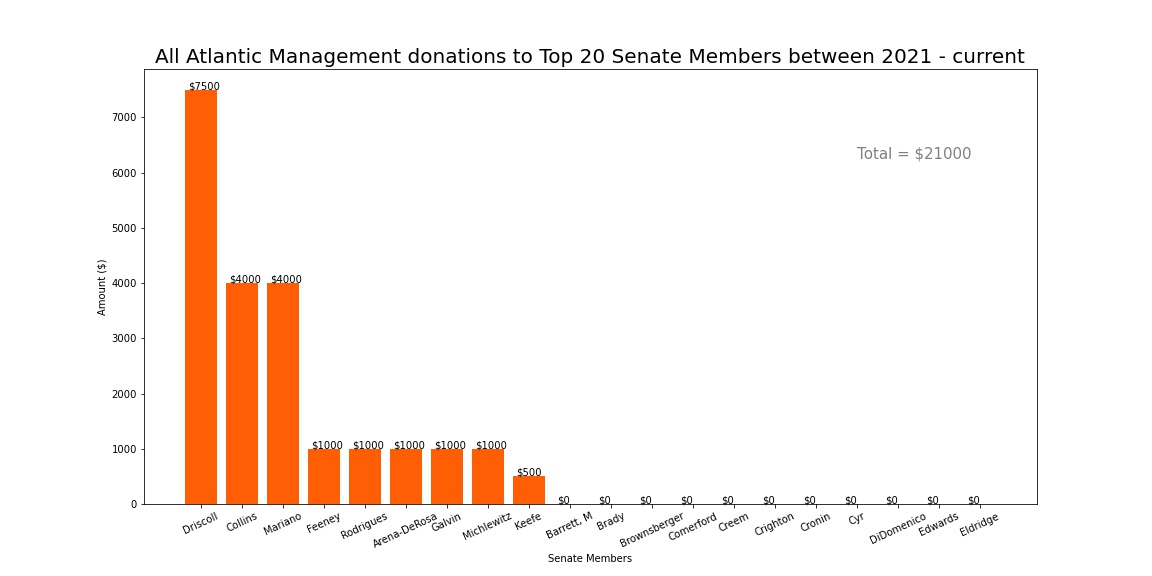 All Atlantic Management donations to Top 20 Senate Members between 2021 - current
Total = $21000
Amount ($)
7000
6000
5000
4000
3000
2000
1000
0
$7500
$4000
$4000
$1000
$1000
$1000
$1000
$1000
$500
$0
$0
$0
$0
$0
$0
$0
$0
$0
$0
$0
Driscoll
Collins
Mariano
Feeney
Rodrigues
Arena-DeRosa
Galvin
Michlewitz
Keefe
Barrett, M
Brady
Brownsberger
Comerford
Creem
Crighton
Cronin
Cyr
DiDomenico
Edwards
Eldridge
Senate Members